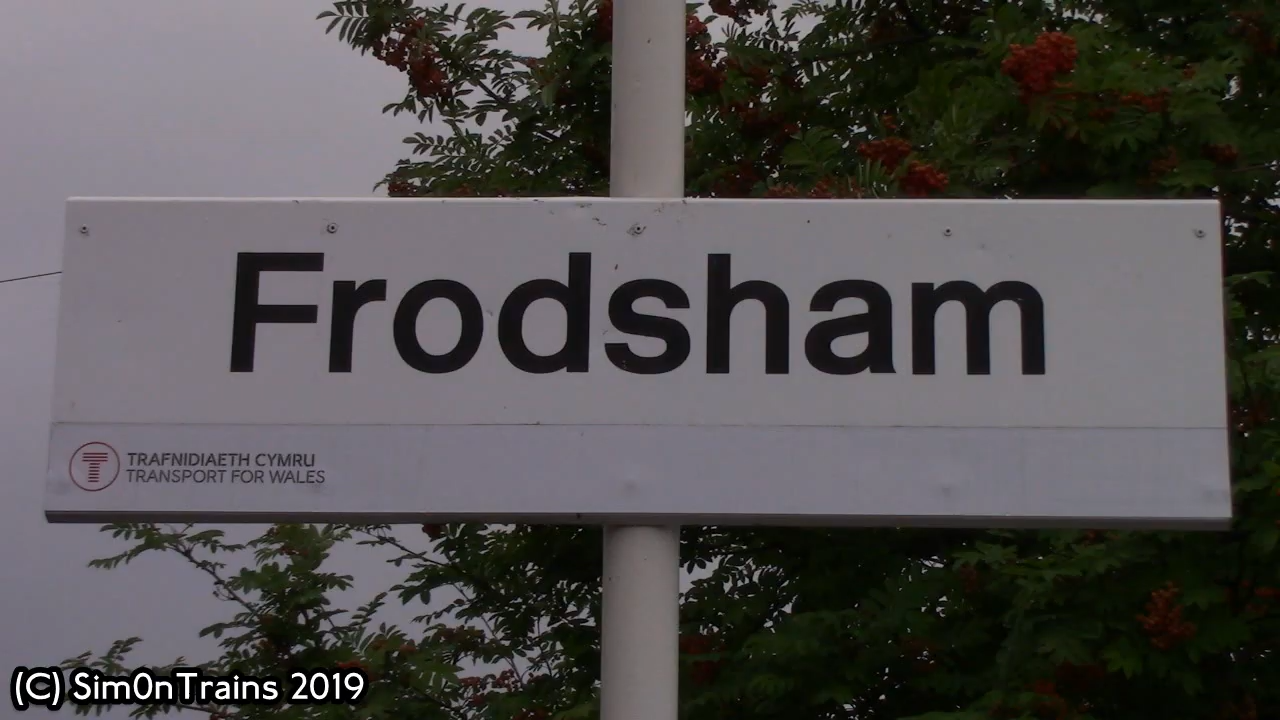 Frodsham
TRAFNIDIAETH CYMRU
TRANSPORT FOR WALES
(C) Sim0nTrains 2019